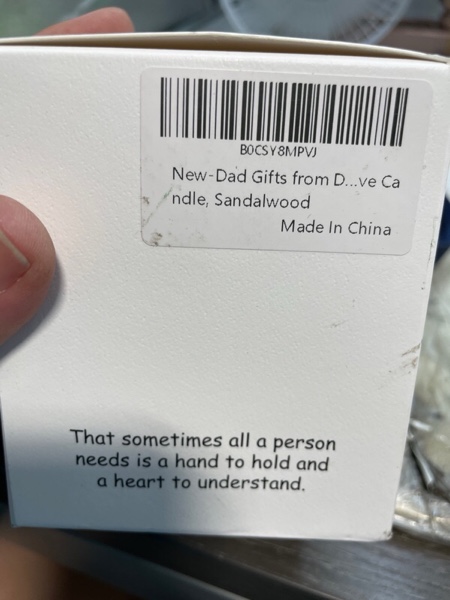 B0CSY8MPVJ
New-Dad Gifts from D...ve Ca
ndle, Sandalwood
Made In China
That sometimes all a person
needs is a hand to hold and
a heart to understand.